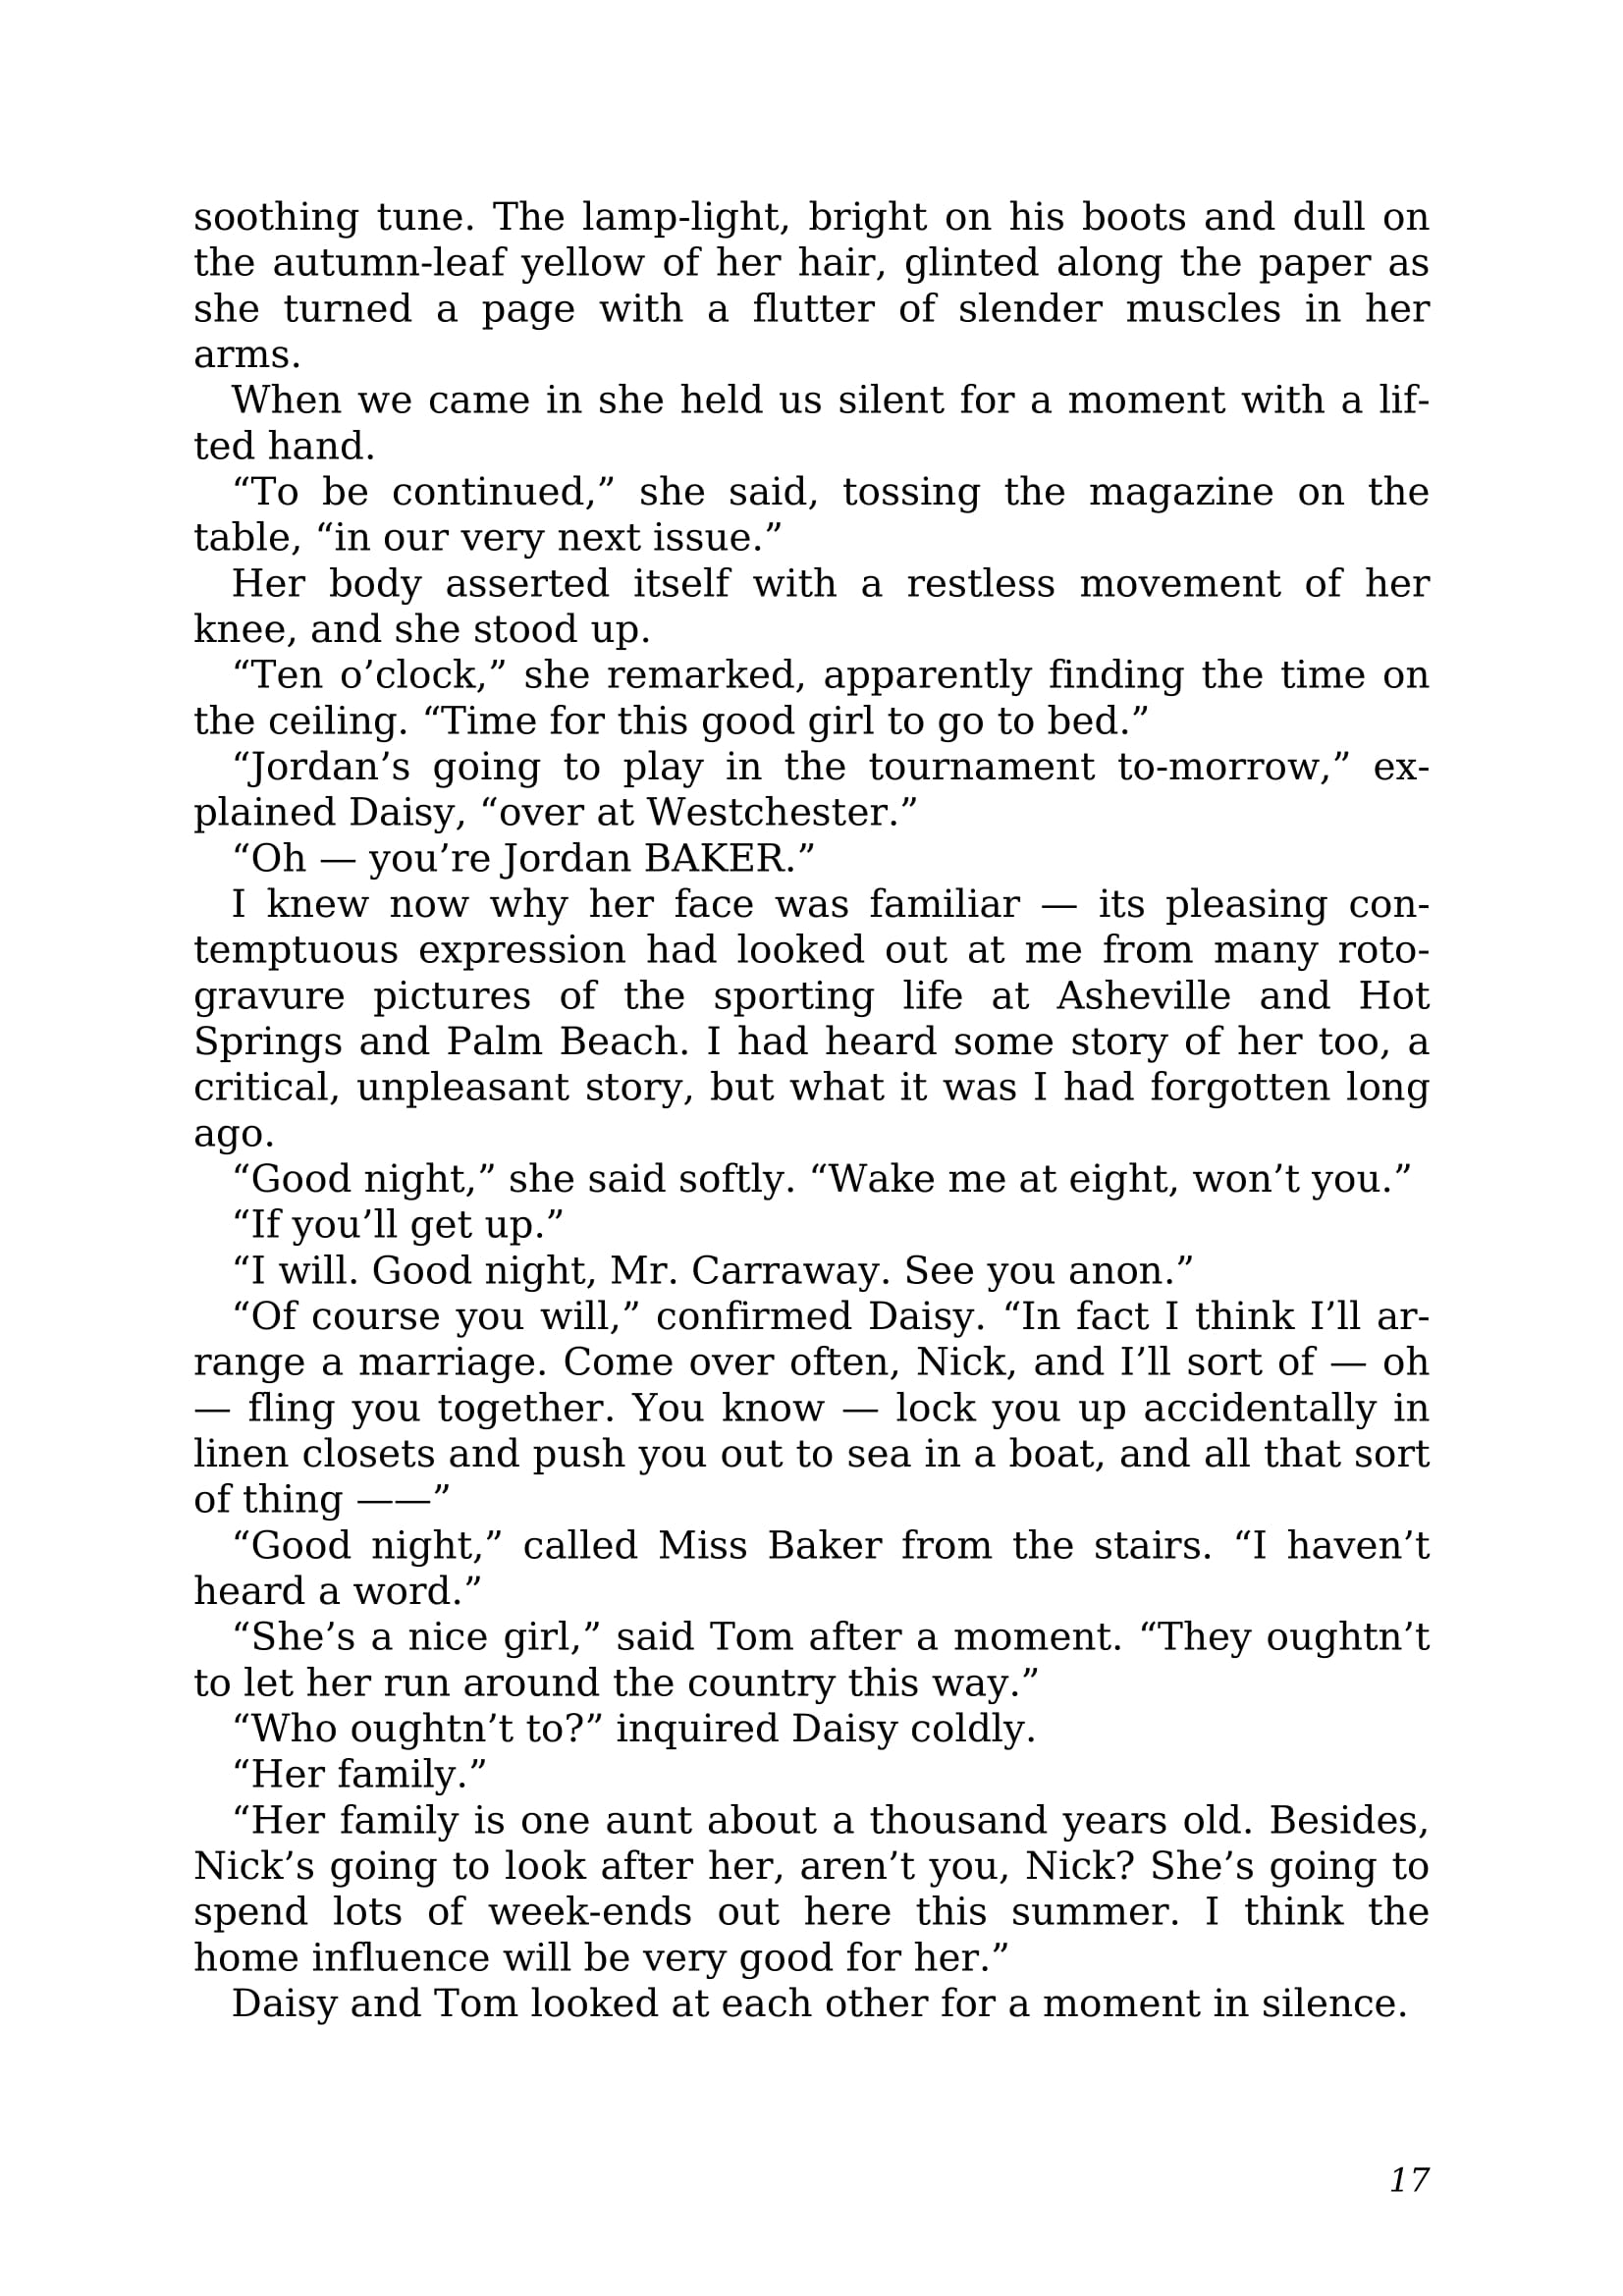 soothing tune. The lamp-light, bright on his boots and dull on
the autumn-leaf yellow of her hair, glinted along the paper as
she turned a page with a flutter of slender muscles in her
arms.
When we came in she held us silent for a moment with a lif-
ted hand.
“To be continued,” she said, tossing the magazine on the
table, “in our very next issue.”
Her body asserted itself with a restless movement of her
knee, and she stood up.
“Ten o’clock,” she remarked, apparently finding the time on
the ceiling. “Time for this good girl to go to bed.”
“Jordan’s going to play in the tournament to-morrow,” ex-
plained Daisy, “over at Westchester.”
“Oh — you’re Jordan BAKER.”
I knew now why her face was familiar — its pleasing con-
temptuous expression had looked out at me from many roto-
gravure pictures of the sporting life at Asheville and Hot
Springs and Palm Beach. I had heard some story of her too, a
critical, unpleasant story, but what it was I had forgotten long
ago.
“Good night,” she said softly. “Wake me at eight, won’t you.”
“If you’ll get up.”
“I will. Good night, Mr. Carraway. See you anon.”
“Of course you will,” confirmed Daisy. “In fact I think I’ll ar-
range a marriage. Come over often, Nick, and I’ll sort of — oh
— fling you together. You know — lock you up accidentally in
linen closets and push you out to sea in a boat, and all that sort
of thing ——”
“Good night,” called Miss Baker from the stairs. “I haven’t
heard a word.”
“She’s a nice girl,” said Tom after a moment. “They oughtn’t
to let her run around the country this way.”
“Who oughtn’t to?” inquired Daisy coldly.
“Her family.”
“Her family is one aunt about a thousand years old. Besides,
Nick’s going to look after her, aren’t you, Nick? She’s going to
spend lots of week-ends out here this summer. I think the
home influence will be very good for her.”
Daisy and Tom looked at each other for a moment in silence.
17